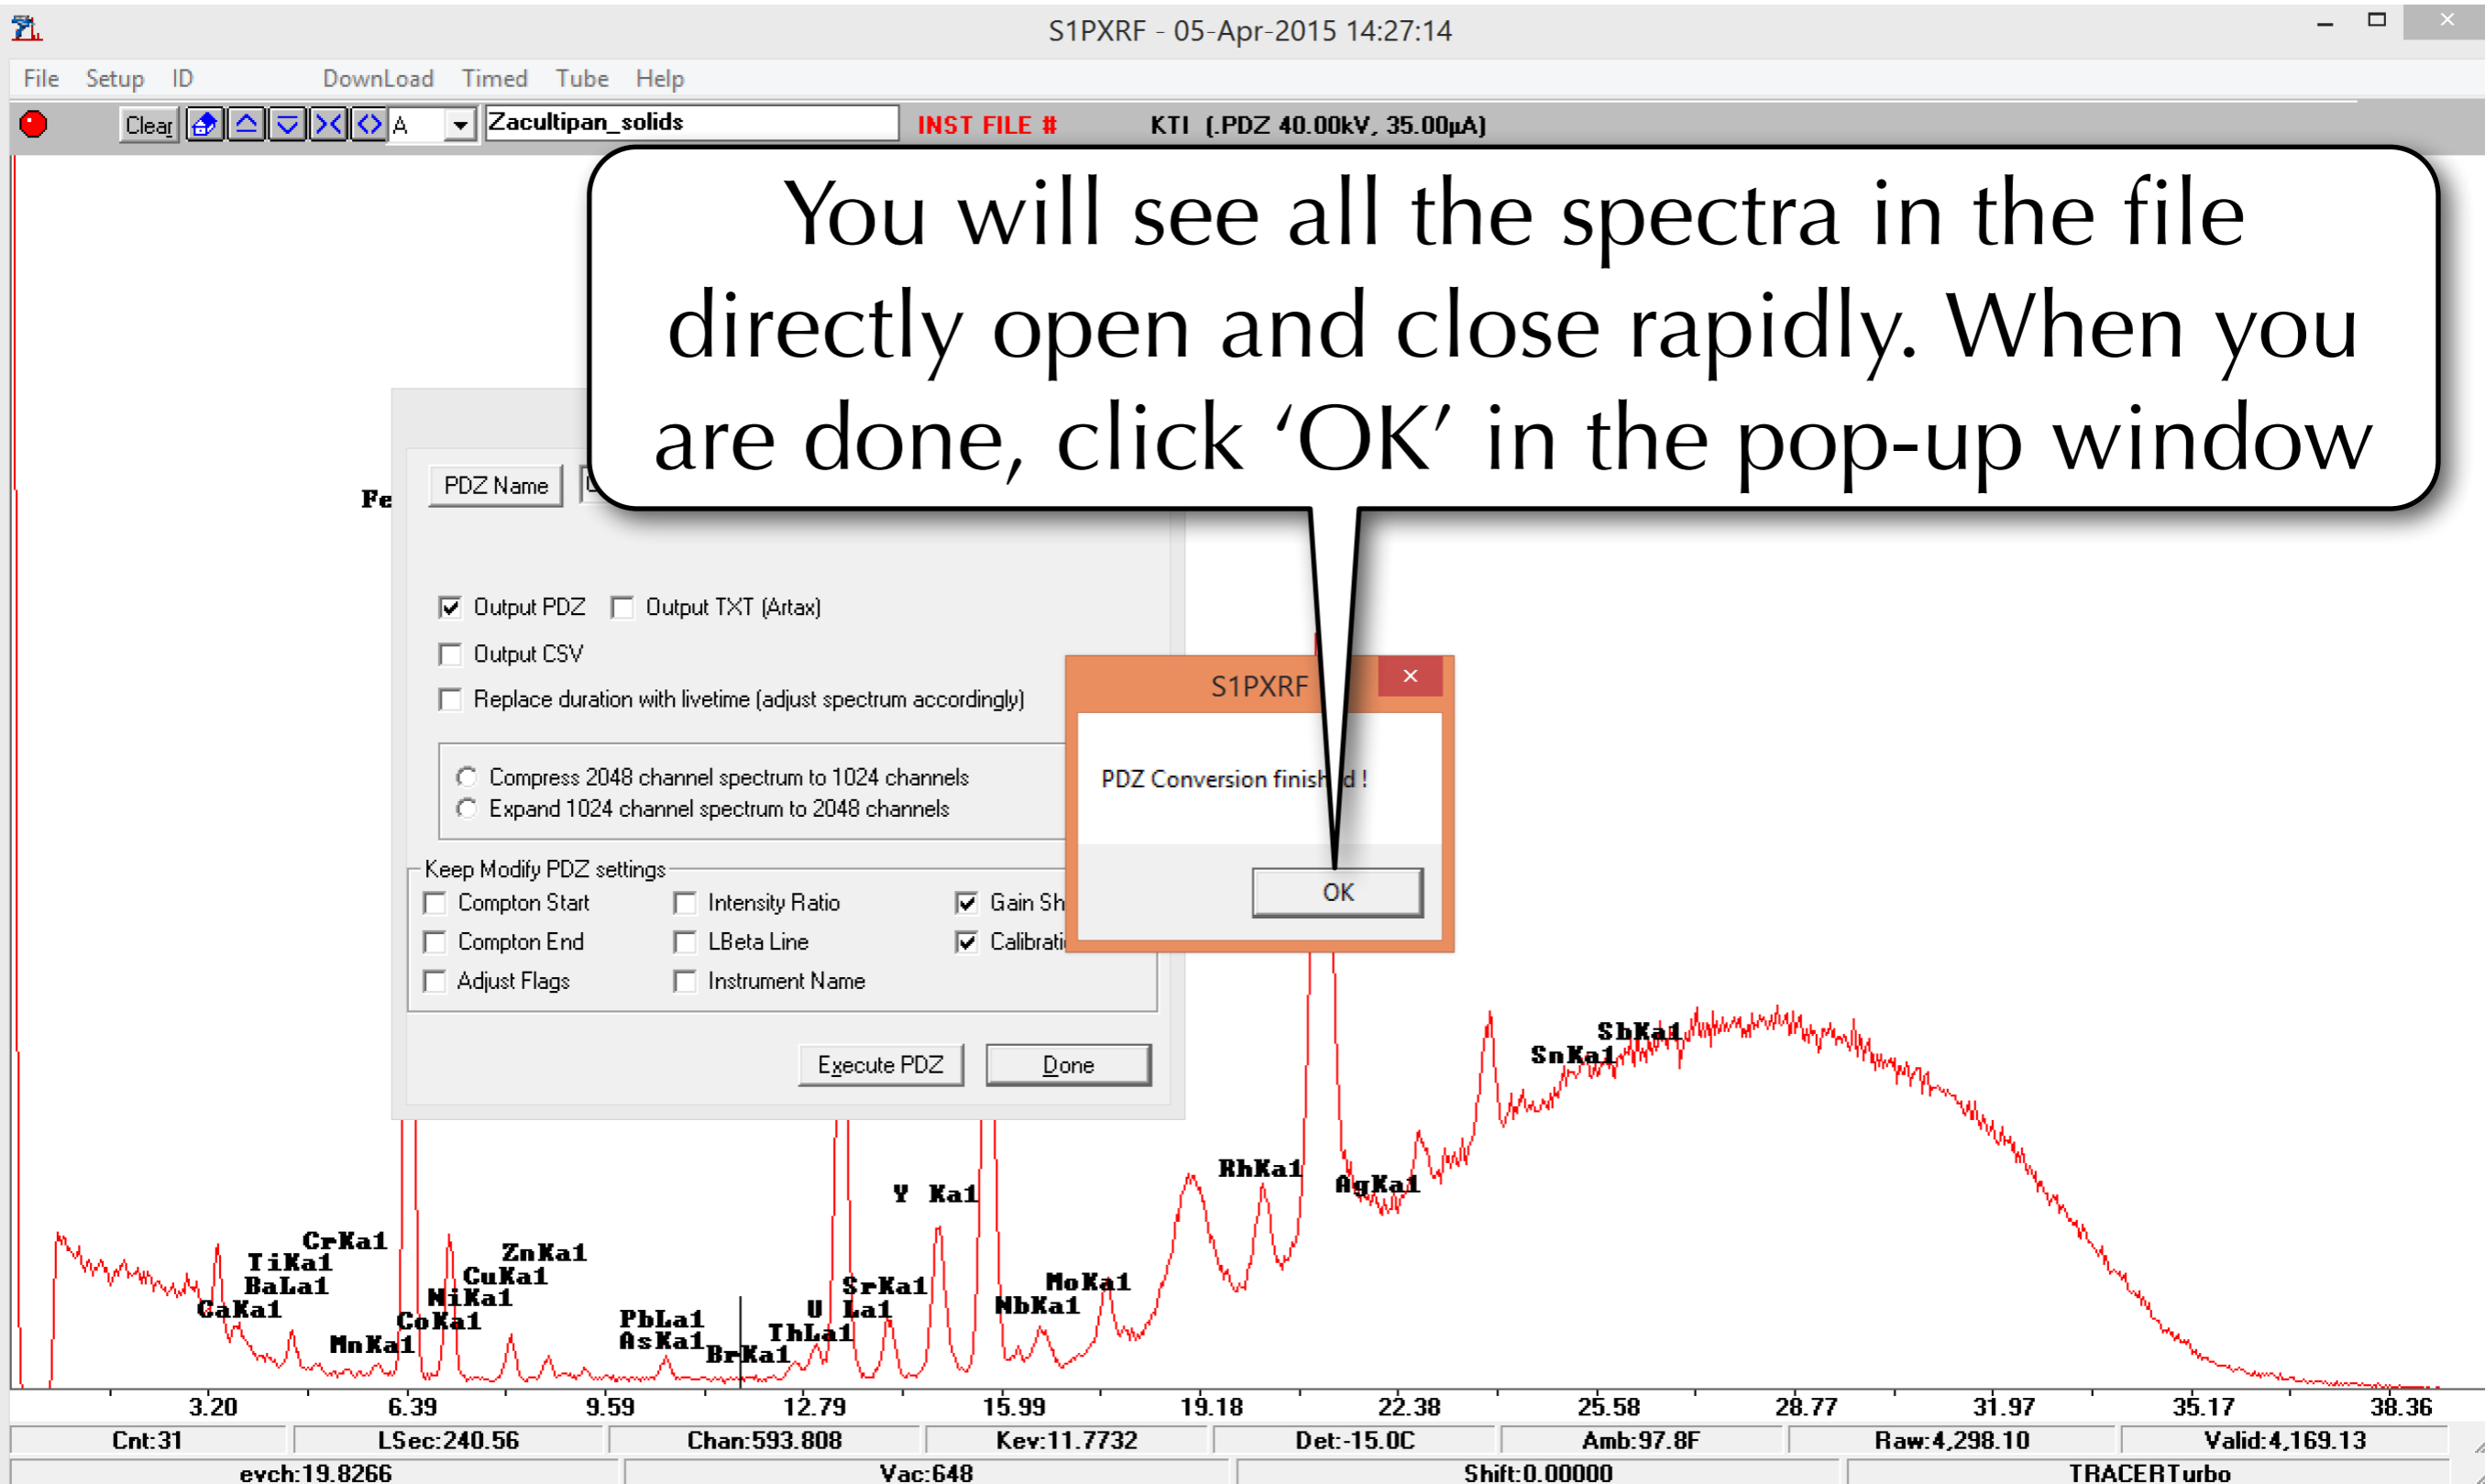 S1PXRF - 05-Apr-2015 14:27:14
File Setup ID DownLoad Timed Tube Help
Clear A Zacultipan_solids INST FILE # KTI (.PDZ 40.00kV, 35.00µA)
You will see all the spectra in the file
directly open and close rapidly. When you
are done, click ‘OK’ in the pop-up window
Fe
PDZ Name
Output PDZ Output TXT (Artax)
Output CSV
Replace duration with livetime (adjust spectrum accordingly)
Compress 2048 channel spectrum to 1024 channels
Expand 1024 channel spectrum to 2048 channels
Keep Modify PDZ settings
Compton Start Intensity Ratio Gain Sh
Compton End LBeta Line Calibrati
Adjust Flags Instrument Name
Execute PDZ Done
S1PXRF
PDZ Conversion finished !
OK
SbKa1
SnKa1
RhKa1
AgKa1
Y Ka1
CrKa1
ZnKa1
TiKa1
CuKa1
BaLa1
SrKa1
MoKa1
NiKa1
CaKa1
U La1
NbKa1
CoKa1
PbLa1
ThLa1
MnKa1
AsKa1
BrKa1
3.20 6.39 9.59 12.79 15.99 19.18 22.38 25.58 28.77 31.97 35.17 38.36
Cnt:31 LSec:240.56 Chan:593.808 Kev:11.7732 Det:-15.0C Amb:97.8F Raw:4,298.10 Valid:4,169.13
evch:19.8266 Vac:648 Shift:0.00000 TRACERTurbo